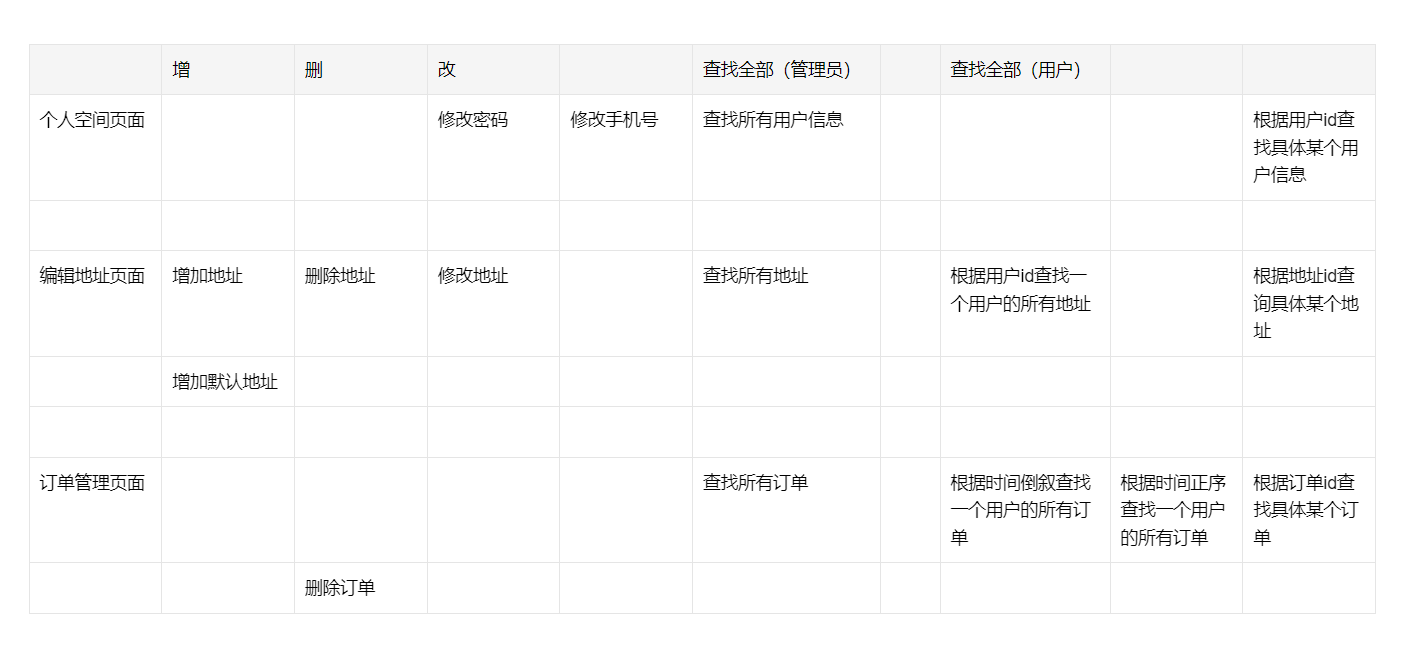 增 删 改 查找全部（管理员） 查找全部（用户）
个人空间页面 修改密码 修改手机号 查找所有用户信息 根据用户id查
找具体某个用
户信息
编辑地址页面 增加地址 删除地址 修改地址 查找所有地址 根据用户id查找一 根据地址id查
个用户的所有地址 询具体某个地
址
增加默认地址
订单管理页面 查找所有订单 根据时间倒叙查找 根据时间正序 根据订单id查
一个用户的所有订 查找一个用户 找具体某个订
单 的所有订单 单
删除订单